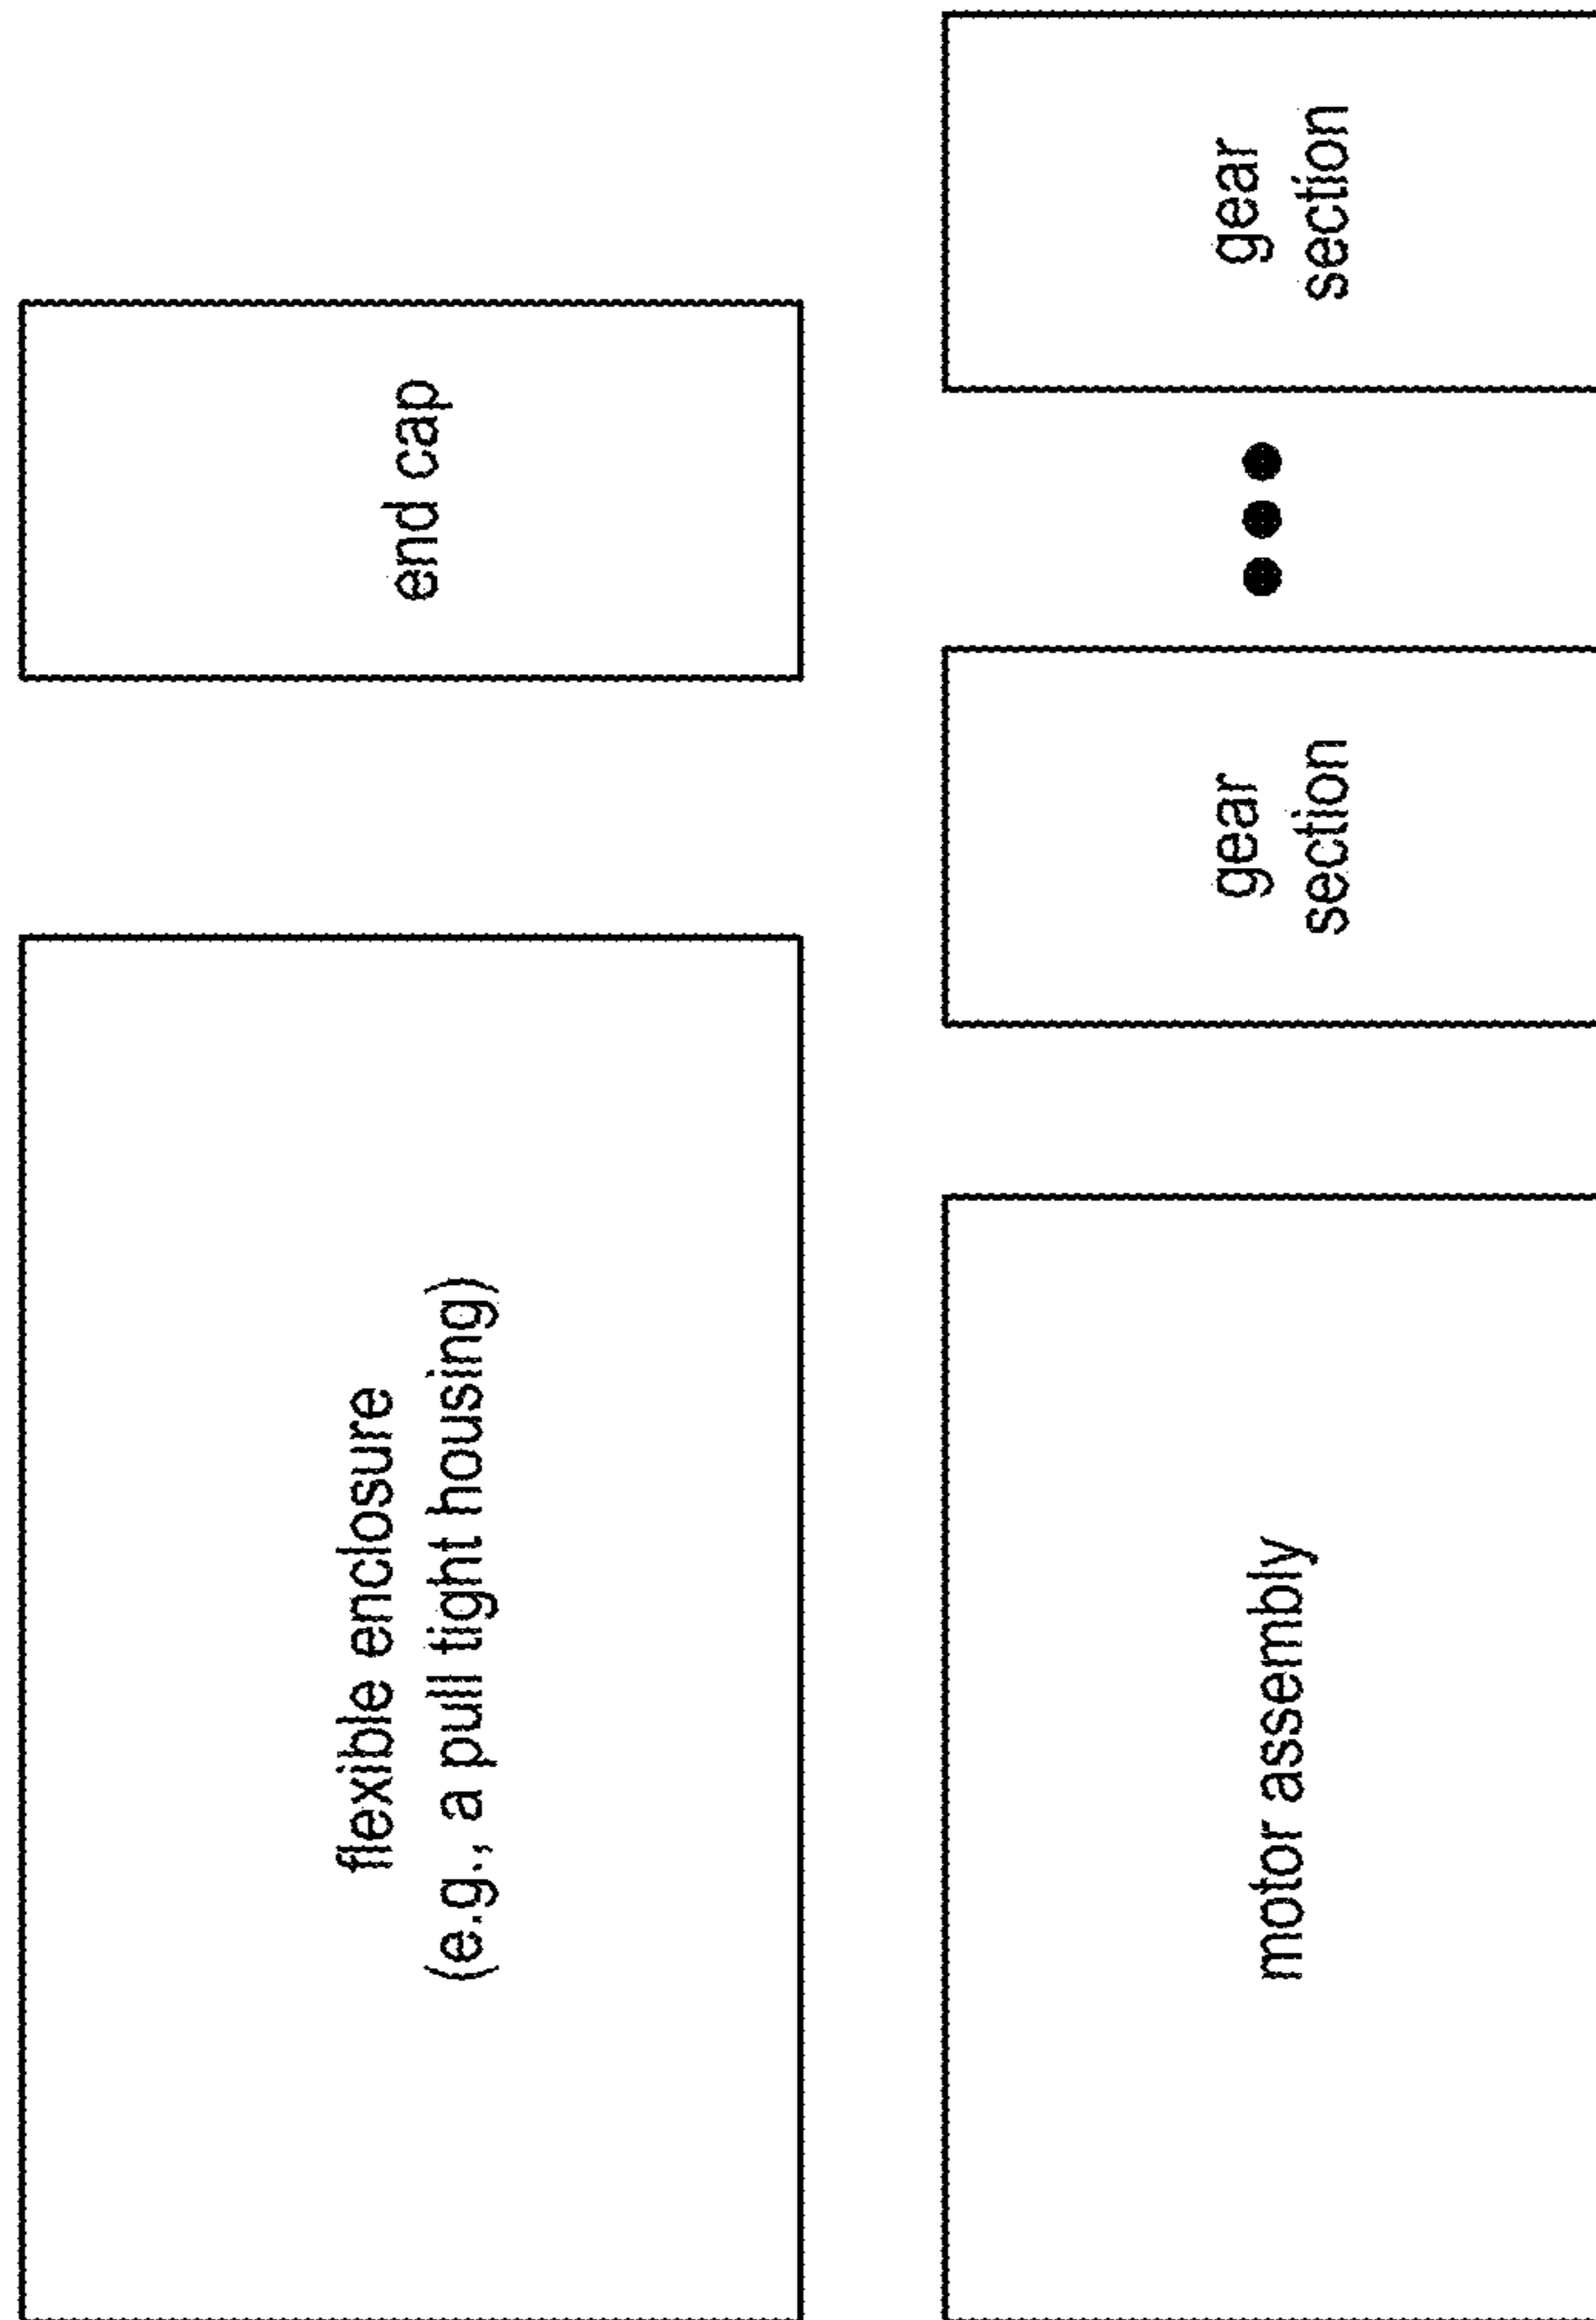 flexible enclosure
(e.g., a pull tight housing)
end cap
motor assembly
gear
section
gear
section